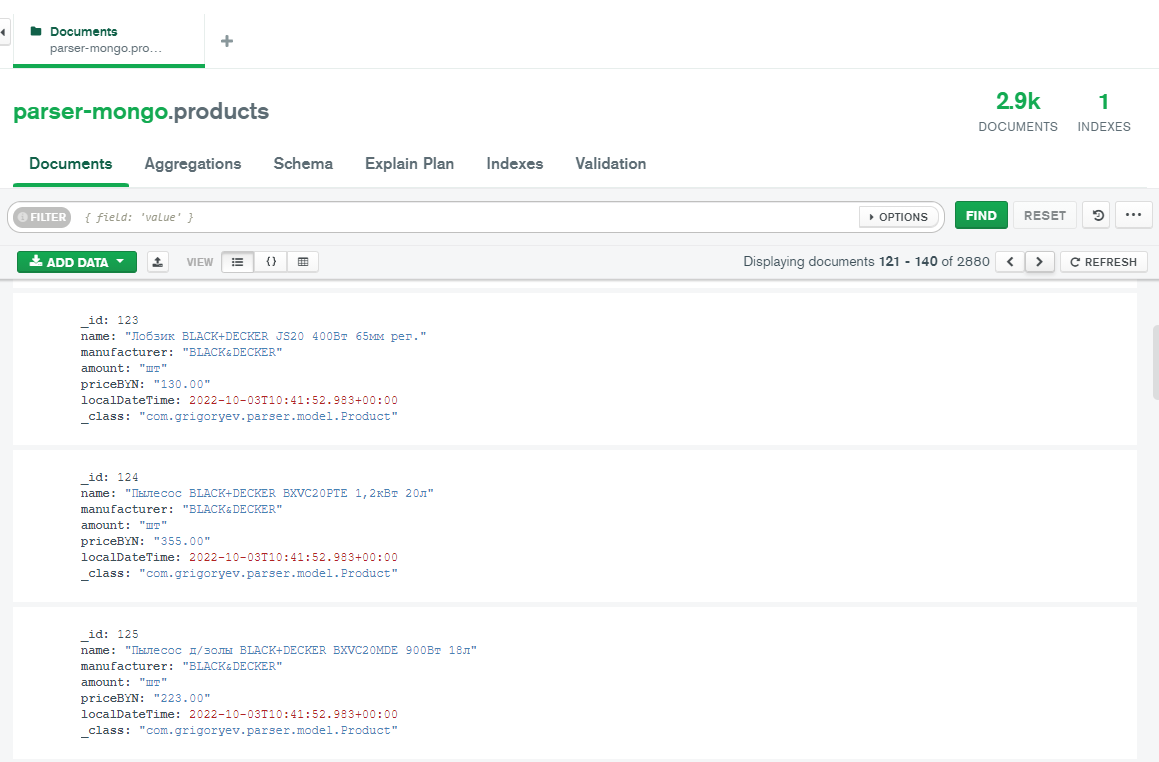 Documents
parser-mongo.pro...
parser-mongo.products
2.9k
DOCUMENTS
1
INDEXES
Documents Aggregations Schema Explain Plan Indexes Validation
FILTER { field: 'value' } OPTIONS FIND RESET ...
ADD DATA VIEW {} Displaying documents 121 - 140 of 2880 < > REFRESH
_id: 123
name: "Лобзик BLACK+DECKER JS20 400Вт 65мм рег."
manufacturer: "BLACK&DECKER"
amount: "шт"
priceBYN: "130.00"
localDateTime: 2022-10-03T10:41:52.983+00:00
_class: "com.grigoryev.parser.model.Product"
_id: 124
name: "Пылесос BLACK+DECKER BXVC20PTE 1,2кВт 20л"
manufacturer: "BLACK&DECKER"
amount: "шт"
priceBYN: "355.00"
localDateTime: 2022-10-03T10:41:52.983+00:00
_class: "com.grigoryev.parser.model.Product"
_id: 125
name: "Пылесос д/золы BLACK+DECKER BXVC20MDE 900Вт 18л"
manufacturer: "BLACK&DECKER"
amount: "шт"
priceBYN: "223.00"
localDateTime: 2022-10-03T10:41:52.983+00:00
_class: "com.grigoryev.parser.model.Product"